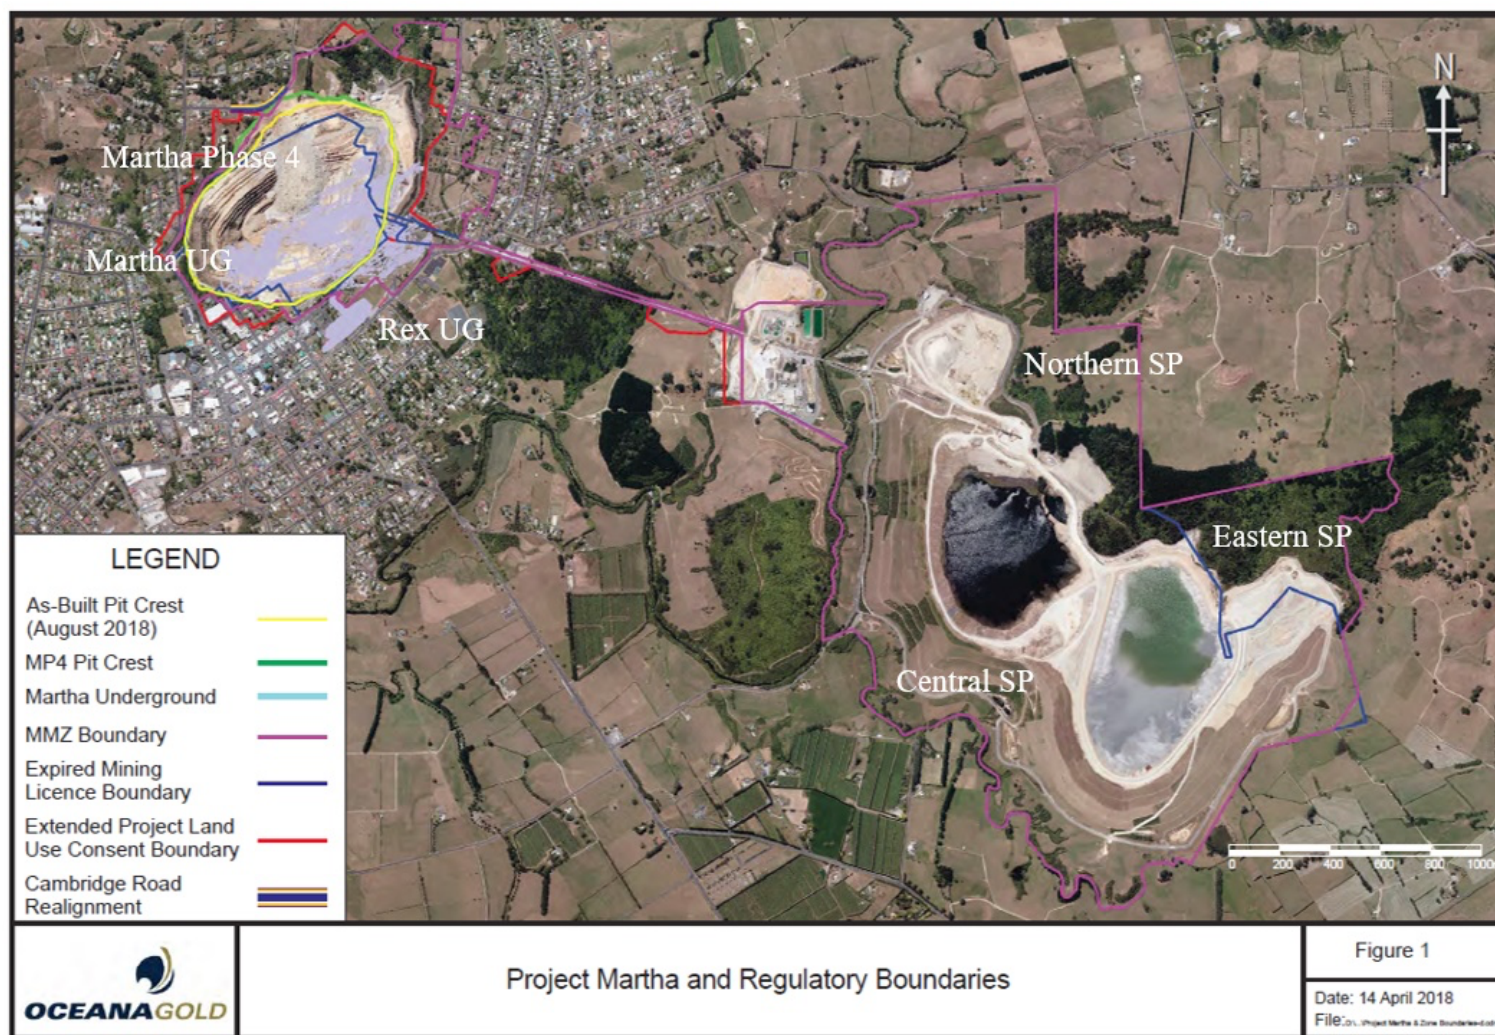 N
Martha Phase 4
Martha UG
Rex UG
Northern SP
Eastern SP
Central SP
0 200 400 600 800 1000
LEGEND
As-Built Pit Crest
(August 2018)
MP4 Pit Crest
Martha Underground
MMZ Boundary
Expired Mining
Licence Boundary
Extended Project Land
Use Consent Boundary
Cambridge Road
Realignment
OCEANAGOLD
Project Martha and Regulatory Boundaries
Figure 1
Date: 14 April 2018
File: